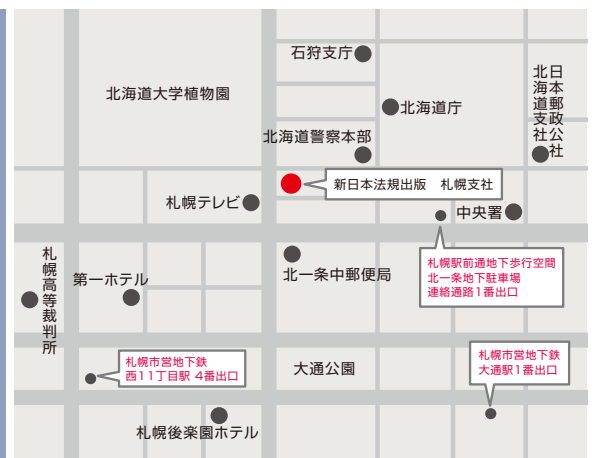 石狩支庁
北海道大学植物園
北海道庁
日本郵政公社
北海道支社
北海道警察本部
新日本法規出版　札幌支社
札幌テレビ
中央署
札幌高等裁判所
第一ホテル
北一条中郵便局
札幌駅前通地下歩行空間
北一条地下駐車場
連絡通路1番出口
札幌市営地下鉄
西11丁目駅 4番出口
大通公園
札幌市営地下鉄
大通駅1番出口
札幌後楽園ホテル